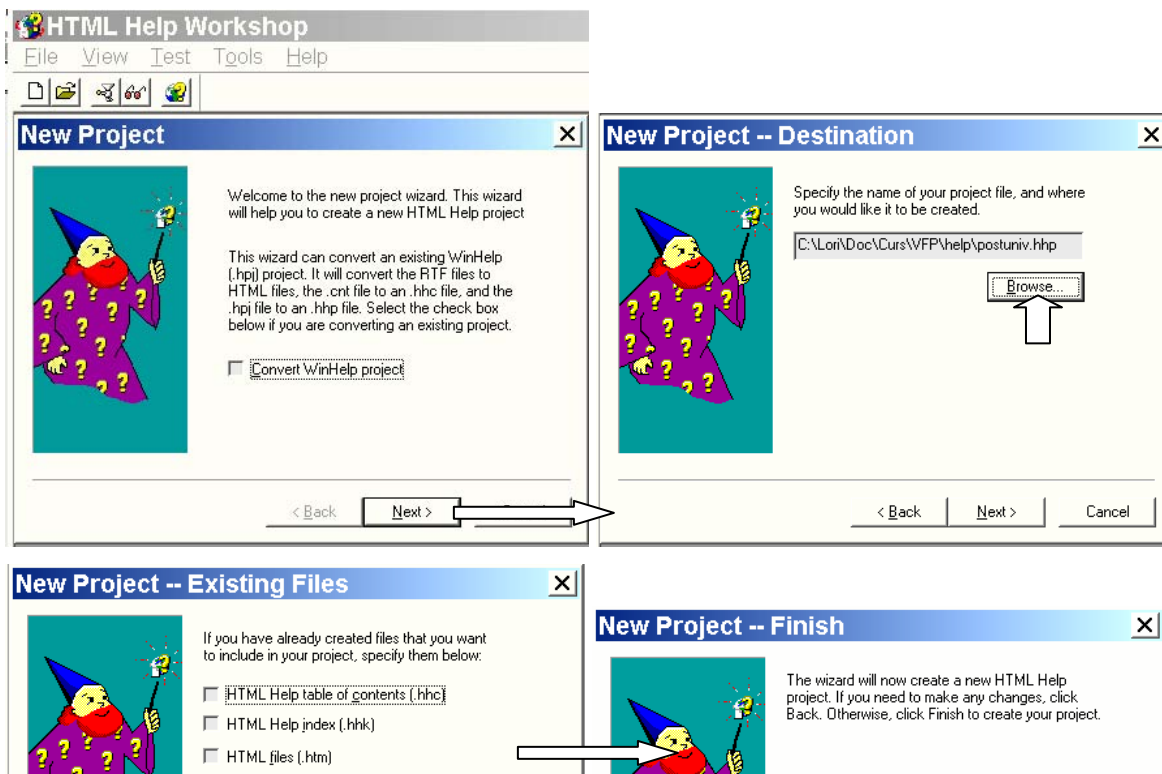 HTML Help Workshop
File View Test Tools Help
New Project
Welcome to the new project wizard. This wizard
will help you to create a new HTML Help project
This wizard can convert an existing WinHelp
(.hpj) project. It will convert the RTF files to
HTML files, the .cnt file to an .hhc file, and the
.hpj file to an .hhp file. Select the check box
below if you are converting an existing project.
Convert WinHelp project
< Back Next >
New Project -- Destination
Specify the name of your project file, and where
you would like it to be created.
C:\Lori\Doc\Curs\VFP\help\postuniv.hhp
Browse...
< Back Next > Cancel
New Project -- Existing Files
If you have already created files that you want
to include in your project, specify them below:
HTML Help table of contents (.hhc)
HTML Help index (.hhk)
HTML files (.htm)
New Project -- Finish
The wizard will now create a new HTML Help
project. If you need to make any changes, click
Back. Otherwise, click Finish to create your project.